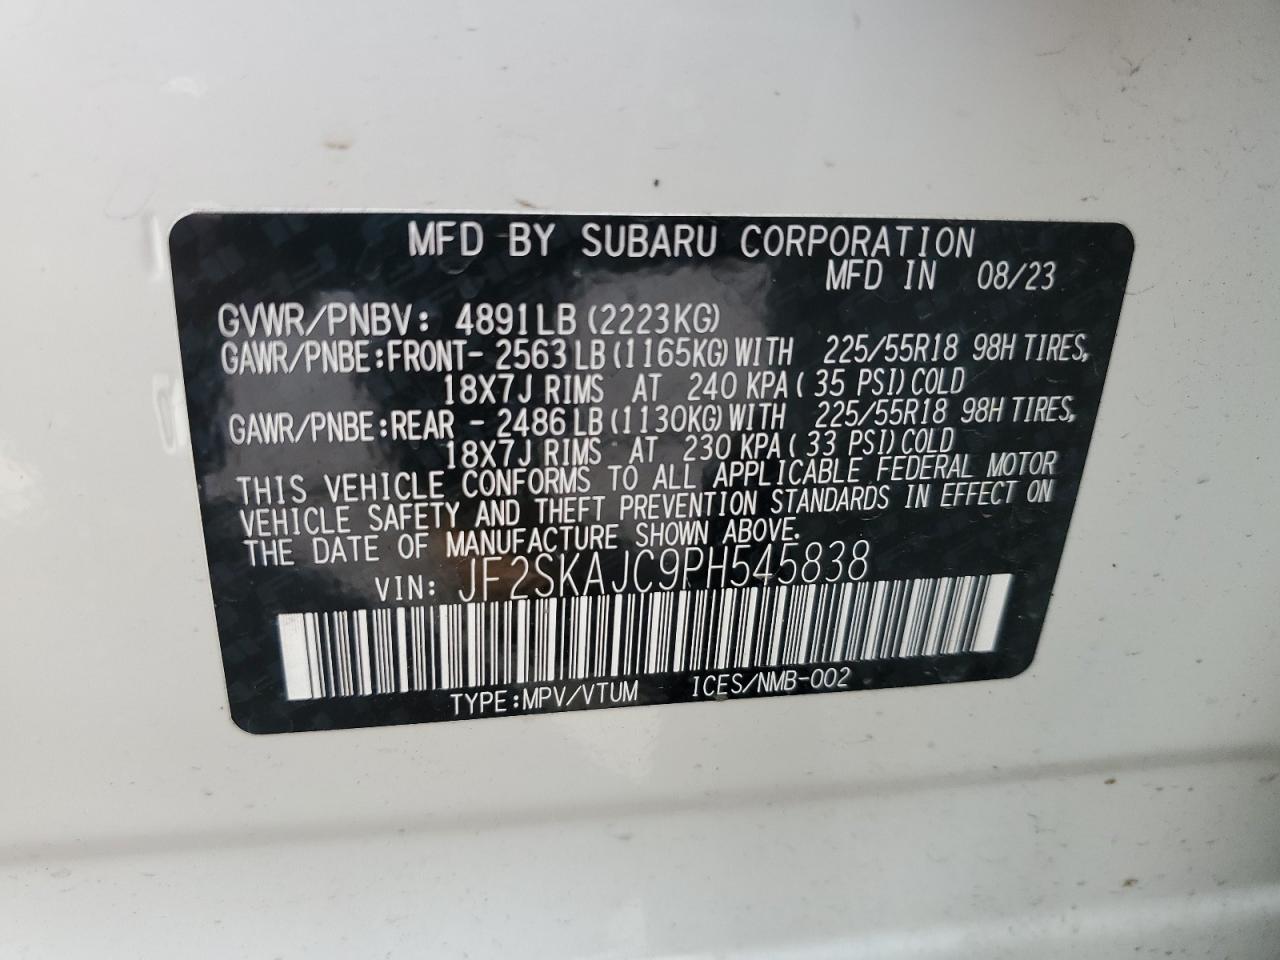 MFD BY SUBARU CORPORATION
MFD IN 08/23
GVWR/PNBV: 4891LB (2223KG)
GAWR/PNBE:FRONT- 2563LB(1165KG)WITH 225/55R18 98H TIRES,
18X7J RIMS AT 240 KPA( 35 PSI)COLD
GAWR/PNBE:REAR - 2486LB(1130KG)WITH 225/55R18 98H TIRES,
18X7J RIMS AT 230 KPA( 33 PSI)COLD
THIS VEHICLE CONFORMS TO ALL APPLICABLE FEDERAL MOTOR
VEHICLE SAFETY AND THEFT PREVENTION STANDARDS IN EFFECT ON
THE DATE OF MANUFACTURE SHOWN ABOVE.
VIN: JF2SKAJC9PH545838
TYPE:MPV/VTUM ICES/NMB-002